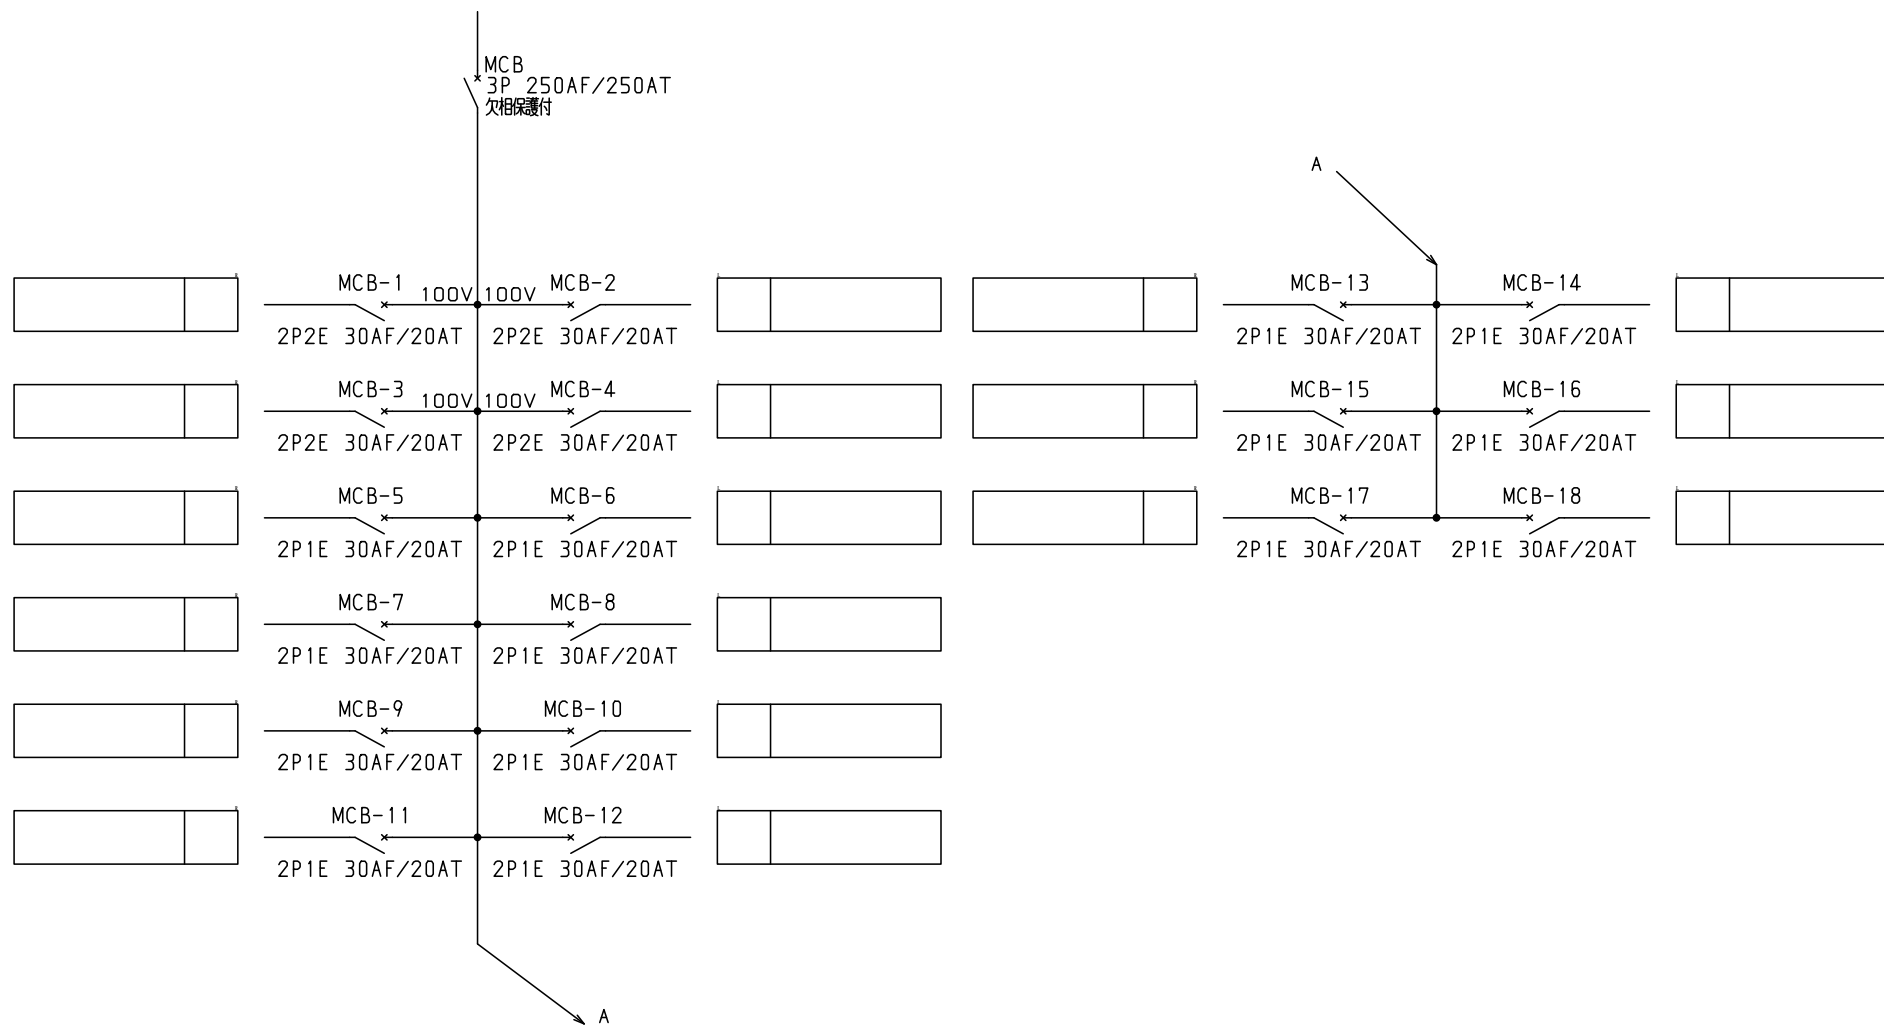 MCB
3P 250AF/250AT
欠相保護付
A
MCB-1 100V 100V MCB-2
2P2E 30AF/20AT 2P2E 30AF/20AT
MCB-3 100V 100V MCB-4
2P2E 30AF/20AT 2P2E 30AF/20AT
MCB-5 MCB-6
2P1E 30AF/20AT 2P1E 30AF/20AT
MCB-7 MCB-8
2P1E 30AF/20AT 2P1E 30AF/20AT
MCB-9 MCB-10
2P1E 30AF/20AT 2P1E 30AF/20AT
MCB-11 MCB-12
2P1E 30AF/20AT 2P1E 30AF/20AT
A
MCB-13 MCB-14
2P1E 30AF/20AT 2P1E 30AF/20AT
MCB-15 MCB-16
2P1E 30AF/20AT 2P1E 30AF/20AT
MCB-17 MCB-18
2P1E 30AF/20AT 2P1E 30AF/20AT